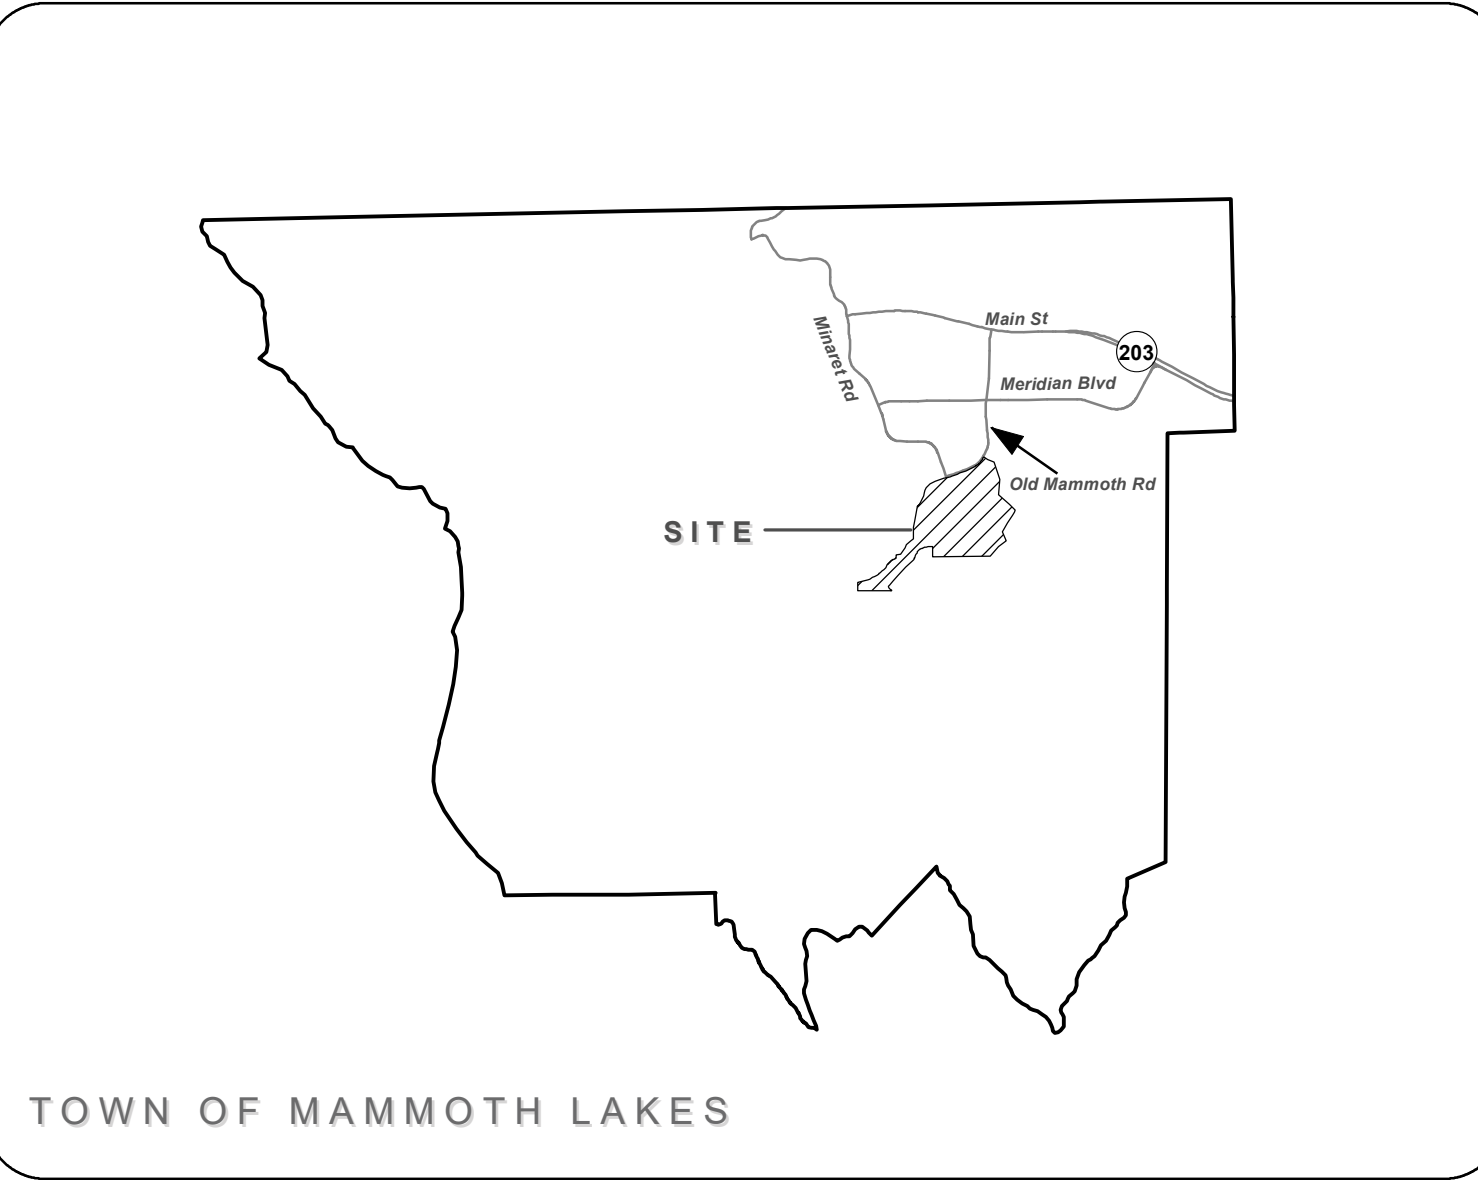 Main St
Minaret Rd
203
Meridian Blvd
Old Mammoth Rd
SITE
TOWN OF MAMMOTH LAKES